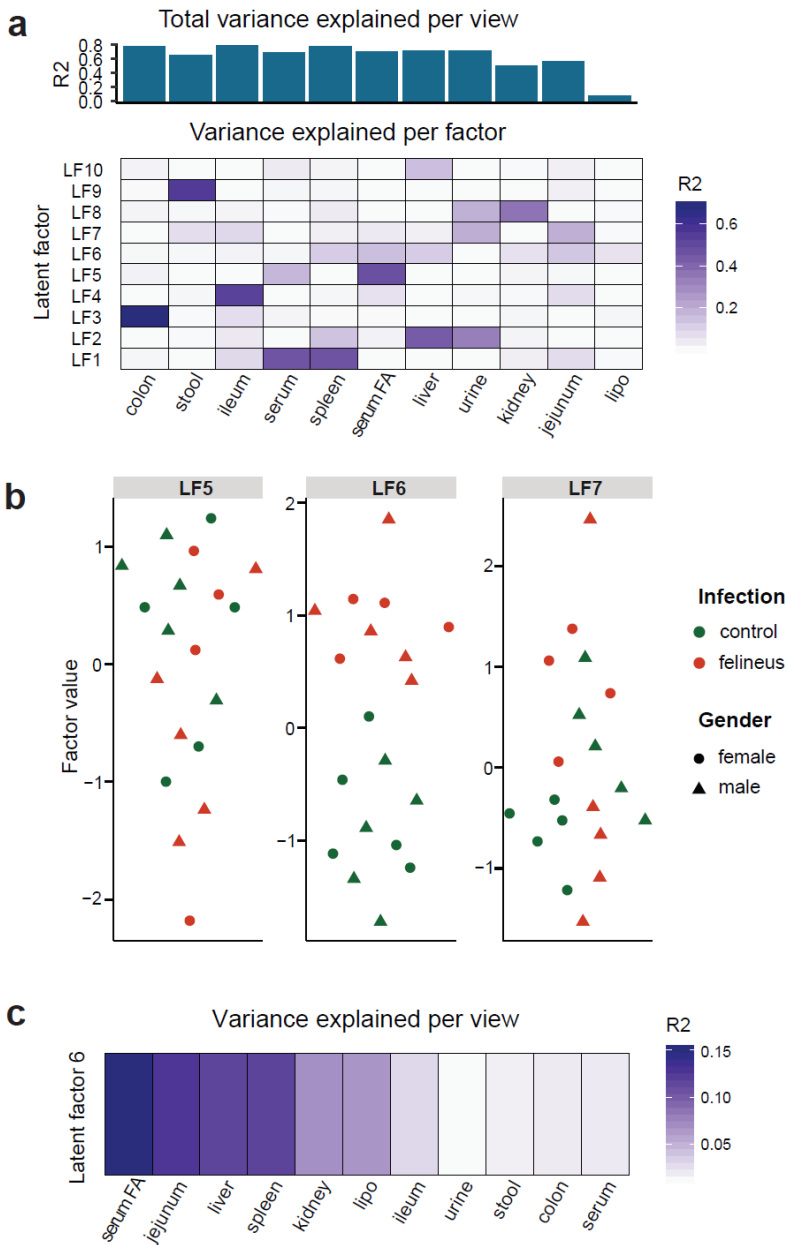 a
Total variance explained per view
R2
0.8
0.6
0.4
0.2
0.0
Variance explained per factor
Latent factor
LF10
LF9
LF8
LF7
LF6
LF5
LF4
LF3
LF2
LF1
colon
stool
ileum
serum
spleen
serum FA
liver
urine
kidney
jejunum
lipo
R2
0.6
0.4
0.2
b
LF5
LF6
LF7
Factor value
1
0
−1
−2
2
1
0
−1
2
1
0
−1
Infection
control
felineus
Gender
female
male
c
Variance explained per view
Latent factor 6
serum FA
jejunum
liver
spleen
kidney
lipo
ileum
urine
stool
colon
serum
R2
0.15
0.10
0.05